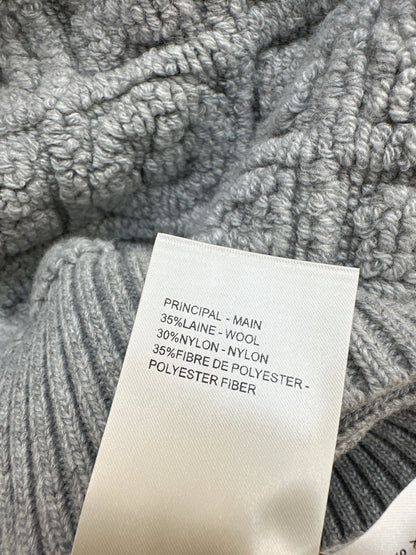 PRINCIPAL - MAIN
35%LAINE - WOOL
30%NYLON - NYLON
35%FIBRE DE POLYESTER -
POLYESTER FIBER